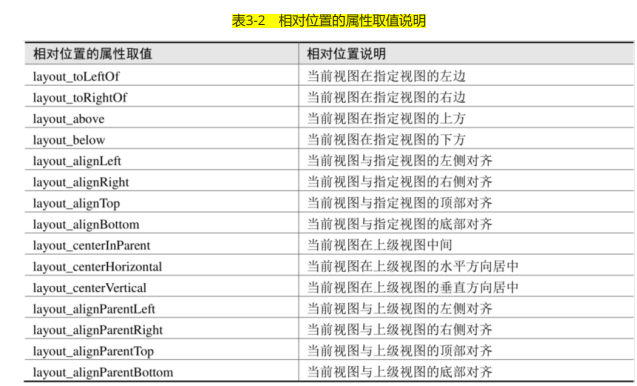 表3-2 相对位置的属性取值说明
相对位置的属性取值 相对位置说明
layout_toLeftOf 当前视图在指定视图的左边
layout_toRightOf 当前视图在指定视图的右边
layout_above 当前视图在指定视图的上方
layout_below 当前视图在指定视图的下方
layout_alignLeft 当前视图与指定视图的左侧对齐
layout_alignRight 当前视图与指定视图的右侧对齐
layout_alignTop 当前视图与指定视图的顶部对齐
layout_alignBottom 当前视图与指定视图的底部对齐
layout_centerInParent 当前视图在上级视图中间
layout_centerHorizontal 当前视图在上级视图的水平方向居中
layout_centerVertical 当前视图在上级视图的垂直方向居中
layout_alignParentLeft 当前视图与上级视图的左侧对齐
layout_alignParentRight 当前视图与上级视图的右侧对齐
layout_alignParentTop 当前视图与上级视图的顶部对齐
layout_alignParentBottom 当前视图与上级视图的底部对齐